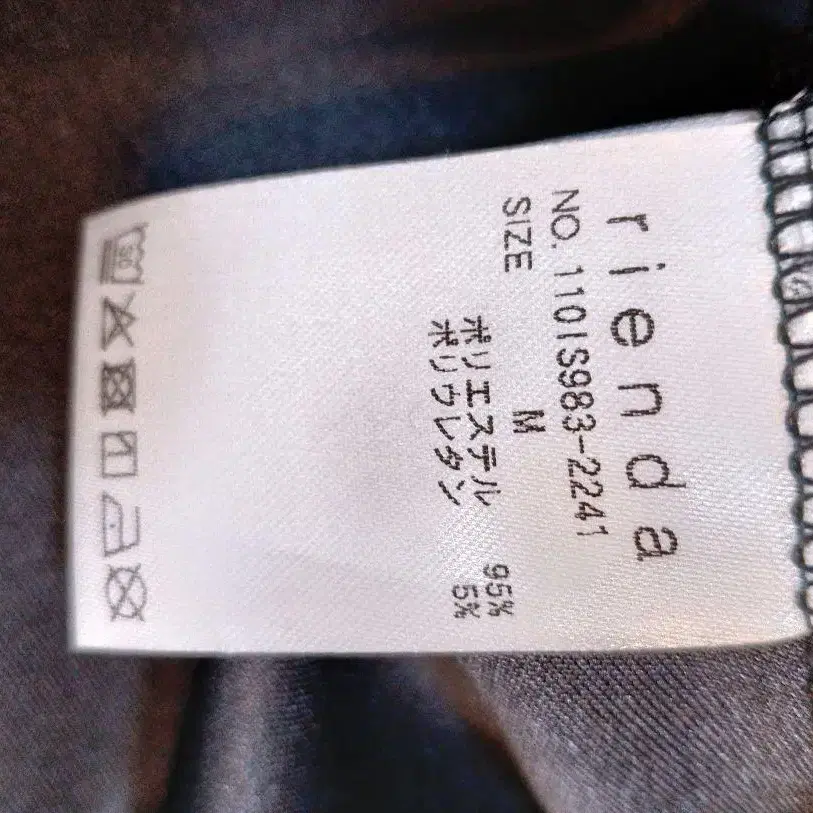 rienda
NO. 110IS983-2241
SIZE M
ポリエステル 95%
ポリウレタン 5%
30